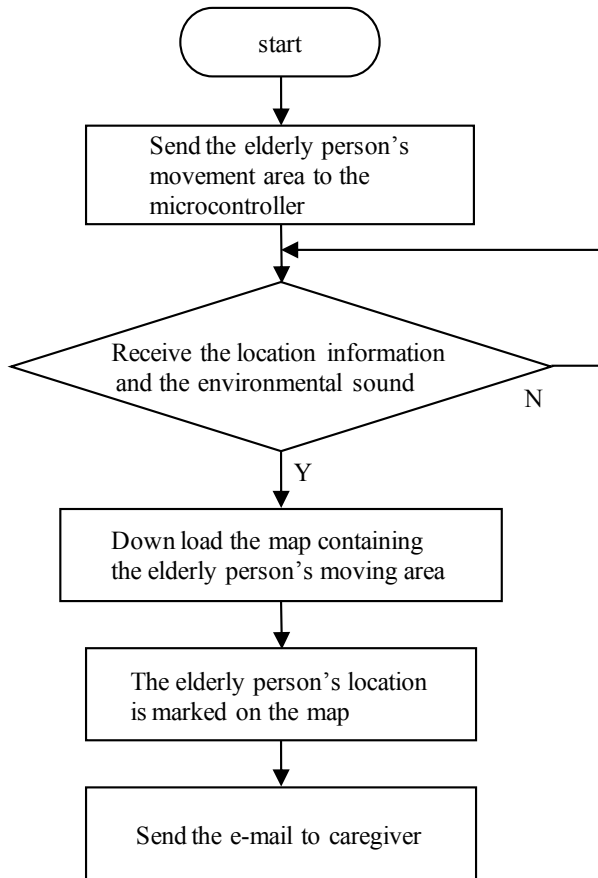 start
Send the elderly person’s
movement area to the
microcontroller
Receive the location information
and the environmental sound
N
Y
Down load the map containing
the elderly person’s moving area
The elderly person’s location
is marked on the map
Send the e-mail to caregiver